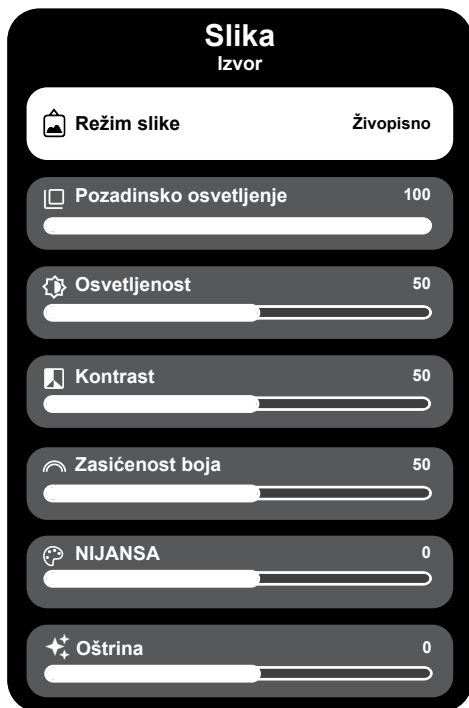 Slika
Izvor
Režim slike Živopisno
Pozadinsko osvetljenje 100
Osvetljenost 50
Kontrast 50
Zasićenost boja 50
NIJANSA 0
Oštrina 0